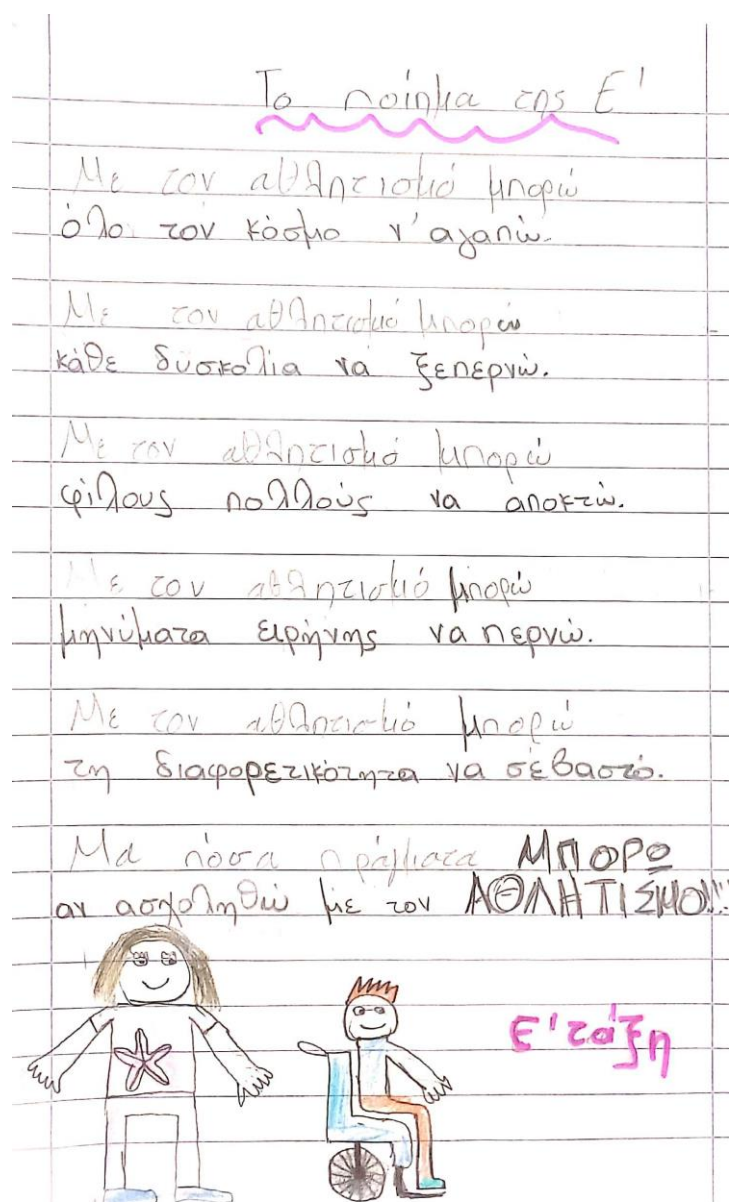 Το ποίημα της Ε'
Με τον αθλητισμό μπορώ
όλο τον κόσμο ν'αγαπώ.
Με τον αθλητισμό μπορώ
κάθε δύσκολία να ξεπερνώ.
Με τον αθλητισμό μπορώ
φίλους πολλούς να αποκτώ.
Με τον αθλητισμό μπορώ
μηνύματα ειρήνης να περνώ.
Με τον αθλητισμό μπορώ
τη διαφορετικότητα να σέβαστό.
Μα πόσα πράγματα ΜΠΟΡΩ
αν ασχοληθώ με τον ΑΘΛΗΤΙΣΜΟ!!!
Ε' τάξη